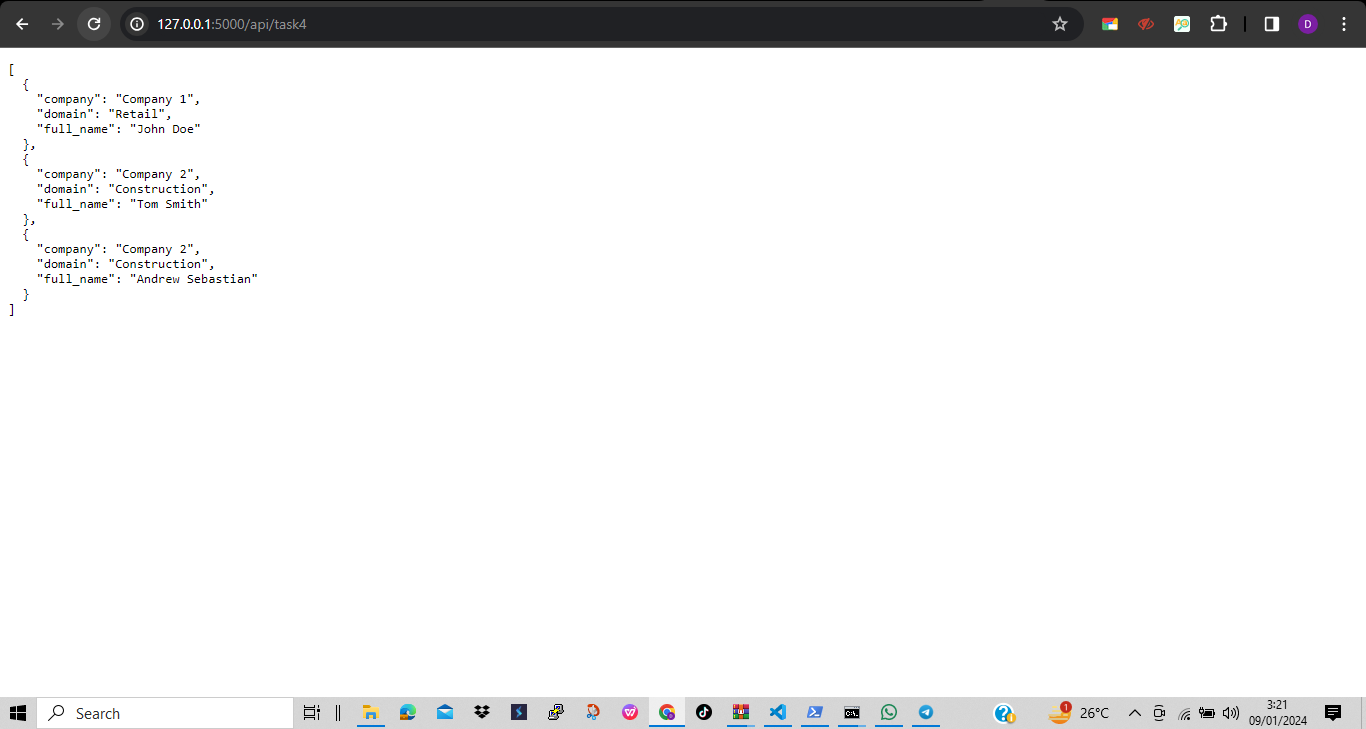 127.0.0.1:5000/api/task4
D
[
{
"company": "Company 1",
"domain": "Retail",
"full_name": "John Doe"
},
{
"company": "Company 2",
"domain": "Construction",
"full_name": "Tom Smith"
},
{
"company": "Company 2",
"domain": "Construction",
"full_name": "Andrew Sebastian"
}
]
Search
1
26°C
3:21
09/01/2024